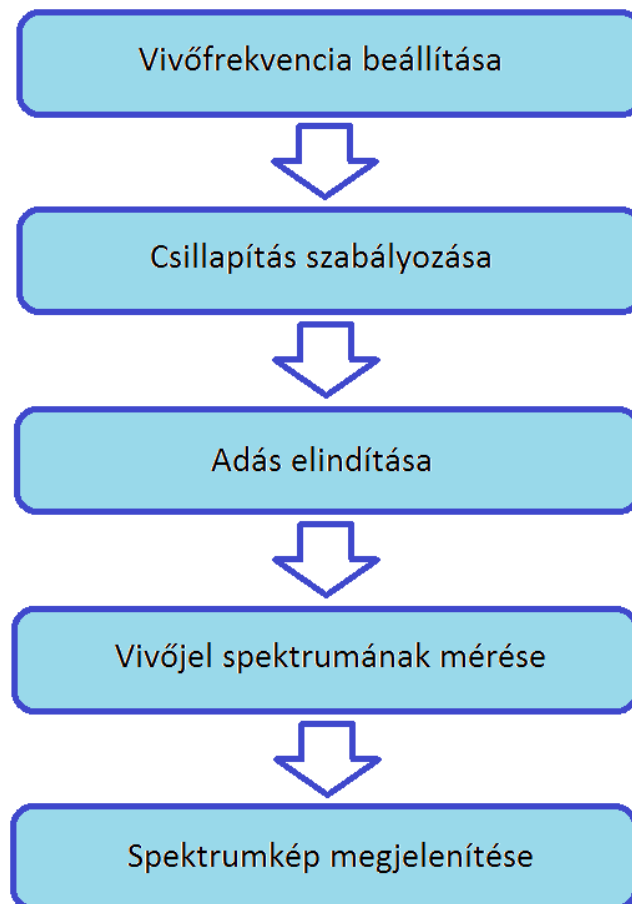 Vivőfrekvencia beállítása
Csillapítás szabályozása
Adás elindítása
Vivőjel spektrumának mérése
Spektrumkép megjelenítése